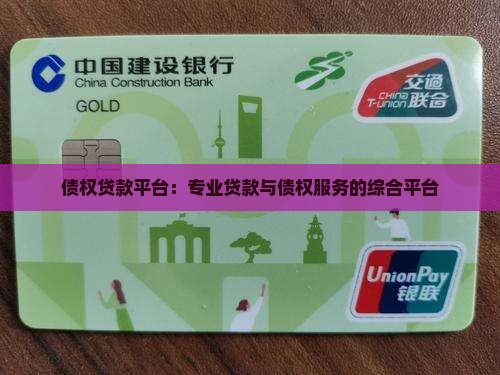 中国建设银行
China Construction Bank
GOLD
交通
联合
CHINA
T-UNION
债权贷款平台：专业贷款与债权服务的综合平台
UnionPay
银联